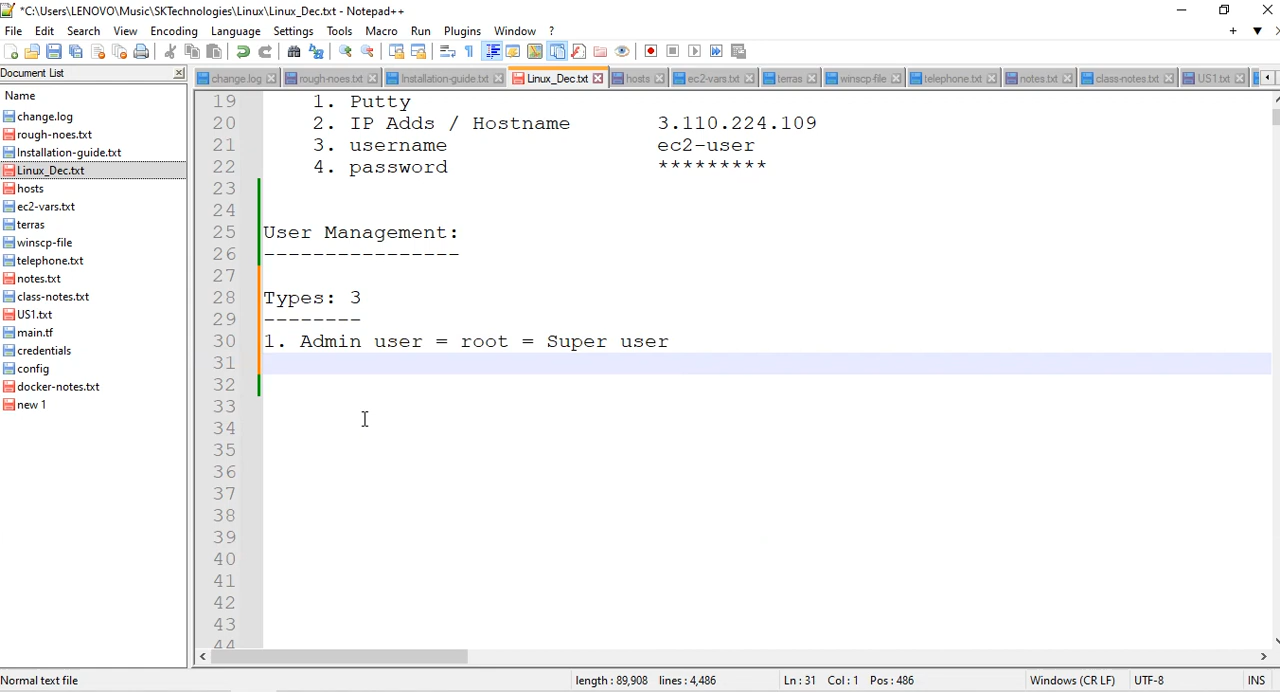 *C:\Users\LENOVO\Music\SKTechnologies\Linux\Linux_Dec.txt - Notepad++
File Edit Search View Encoding Language Settings Tools Macro Run Plugins Window ?
Document List
change.log rough-noes.txt Installation-guide.txt Linux_Dec.txt hosts ec2-vars.txt terras winscp-file telephone.txt notes.txt class-notes.txt US1.txt
Name
change.log
rough-noes.txt
Installation-guide.txt
Linux_Dec.txt
hosts
ec2-vars.txt
terras
winscp-file
telephone.txt
notes.txt
class-notes.txt
US1.txt
main.tf
credentials
config
docker-notes.txt
new 1
19 1. Putty
20 2. IP Adds / Hostname 3.110.224.109
21 3. username ec2-user
22 4. password *********
23
24
25 User Management:
26 ----------------
27
28 Types: 3
29 --------
30 1. Admin user = root = Super user
31
32
33
34
35
36
37
38
39
40
41
42
43
44
Normal text file length : 89,908 lines : 4,486 Ln : 31 Col : 1 Pos : 486 Windows (CR LF) UTF-8 INS